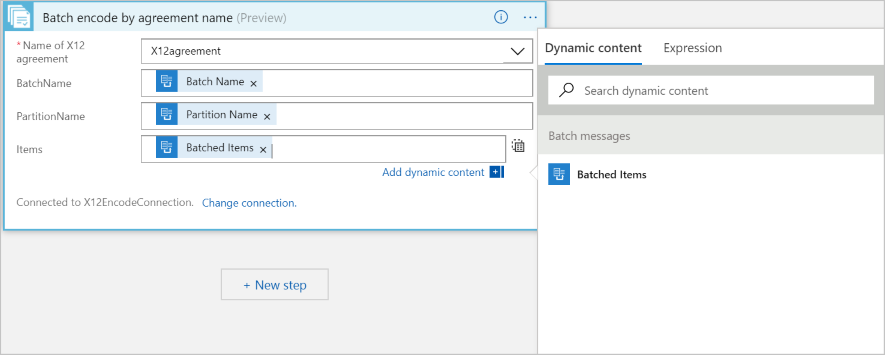 Batch encode by agreement name (Preview)
* Name of X12 agreement
X12agreement
BatchName
Batch Name ×
PartitionName
Partition Name ×
Items
Batched Items ×
Add dynamic content
Connected to X12EncodeConnection. Change connection.
+ New step
Dynamic content Expression
Search dynamic content
Batch messages
Batched Items